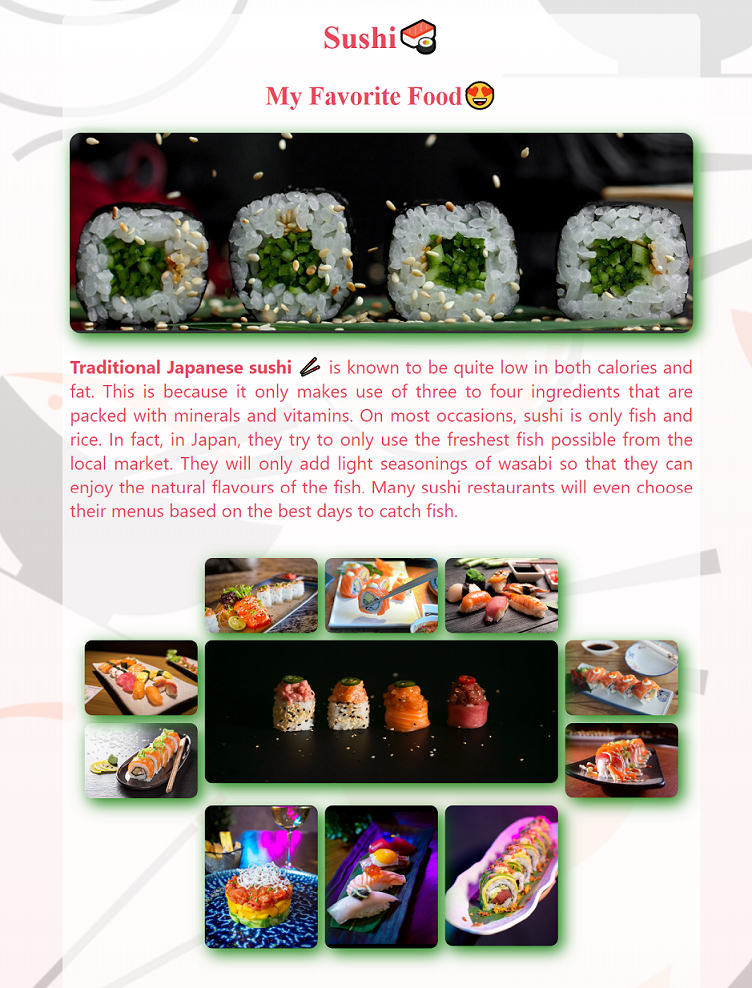 Sushi🍣
My Favorite Food😍
Traditional Japanese sushi 🥢 is known to be quite low in both calories and
fat. This is because it only makes use of three to four ingredients that are
packed with minerals and vitamins. On most occasions, sushi is only fish and
rice. In fact, in Japan, they try to only use the freshest fish possible from the
local market. They will only add light seasonings of wasabi so that they can
enjoy the natural flavours of the fish. Many sushi restaurants will even choose
their menus based on the best days to catch fish.